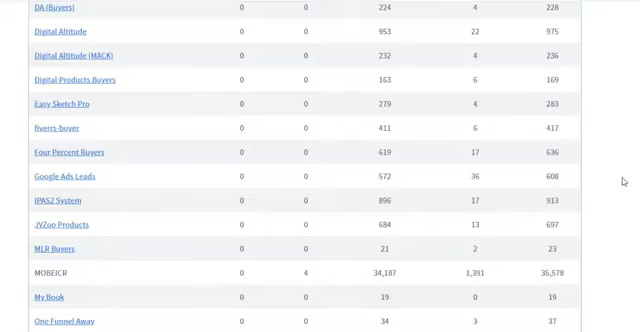 DA (Buyers) 0 0 224 4 228
Digital Altitude 0 0 953 22 975
Digital Altitude (MACK) 0 0 232 4 236
Digital Products Buyers 0 0 163 6 169
Easy Sketch Pro 0 0 279 4 283
fiverrs-buyer 0 0 411 6 417
Four Percent Buyers 0 0 619 17 636
Google Ads Leads 0 0 572 36 608
IPAS2 System 0 0 896 17 913
JVZoo Products 0 0 684 13 697
MLR Buyers 0 0 21 2 23
MOBEICR 0 4 34,187 1,391 35,578
My Book 0 0 19 0 19
One Funnel Away 0 0 34 3 37